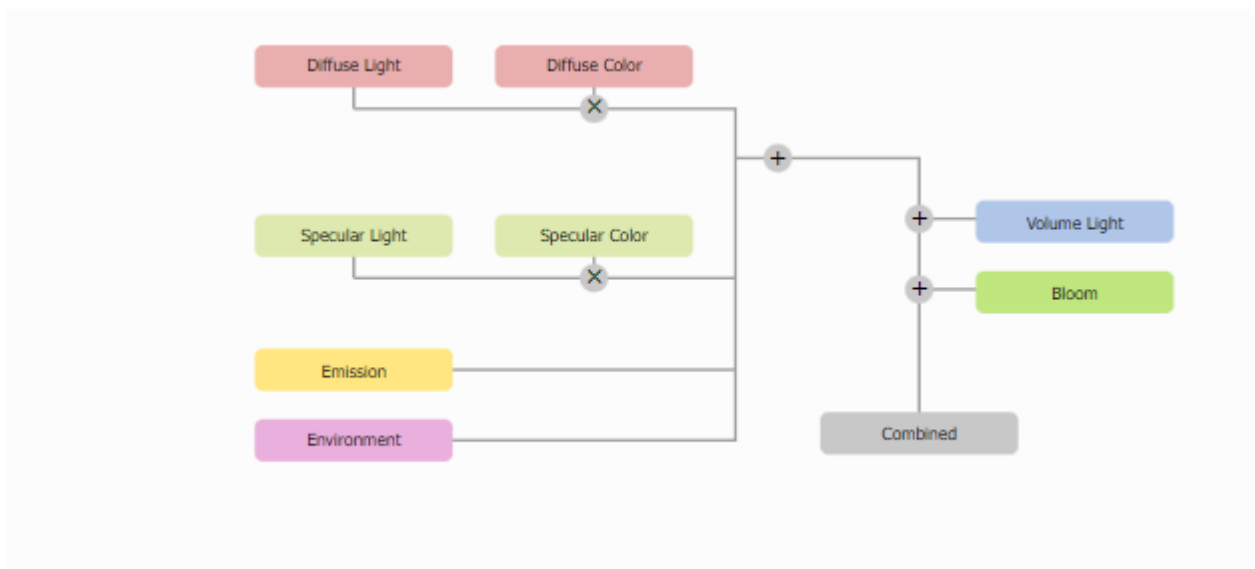 Diffuse Light
Diffuse Color
×
+
Specular Light
Specular Color
×
+
Volume Light
+
Bloom
Emission
Environment
Combined